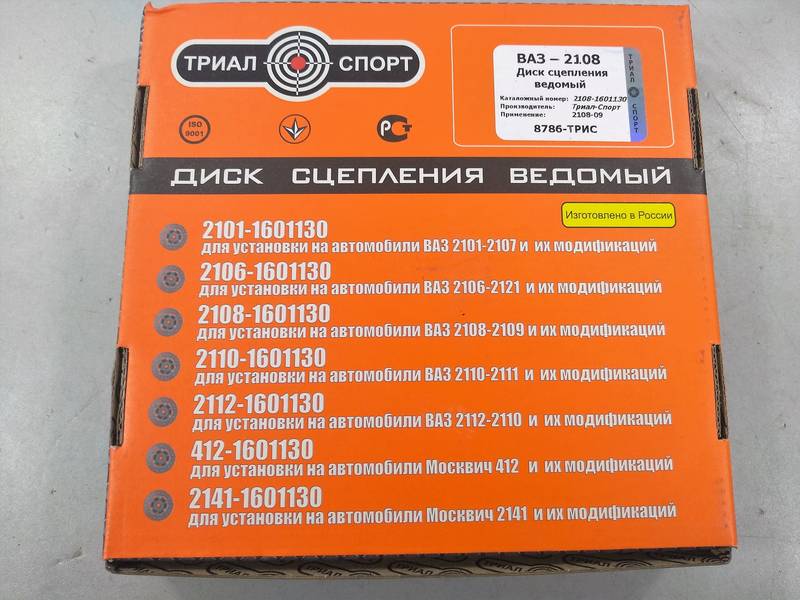 ТРИАЛ СПОРТ
ISO 9001
РСТ
ВАЗ – 2108
Диск сцепления
ведомый
Каталожный номер: 2108-1601130
Производитель: Триал-Спорт
Применение: 2108-09
8786-ТРИС
ТРИАЛ СПОРТ
ДИСК СЦЕПЛЕНИЯ ВЕДОМЫЙ
Изготовлено в России
2101-1601130
для установки на автомобили ВАЗ 2101-2107 и их модификаций
2106-1601130
для установки на автомобили ВАЗ 2106-2121 и их модификаций
2108-1601130
для установки на автомобили ВАЗ 2108-2109 и их модификаций
2110-1601130
для установки на автомобили ВАЗ 2110-2111 и их модификаций
2112-1601130
для установки на автомобили ВАЗ 2112-2110 и их модификаций
412-1601130
для установки на автомобили Москвич 412 и их модификаций
2141-1601130
для установки на автомобили Москвич 2141 и их модификаций
ТРИАЛ